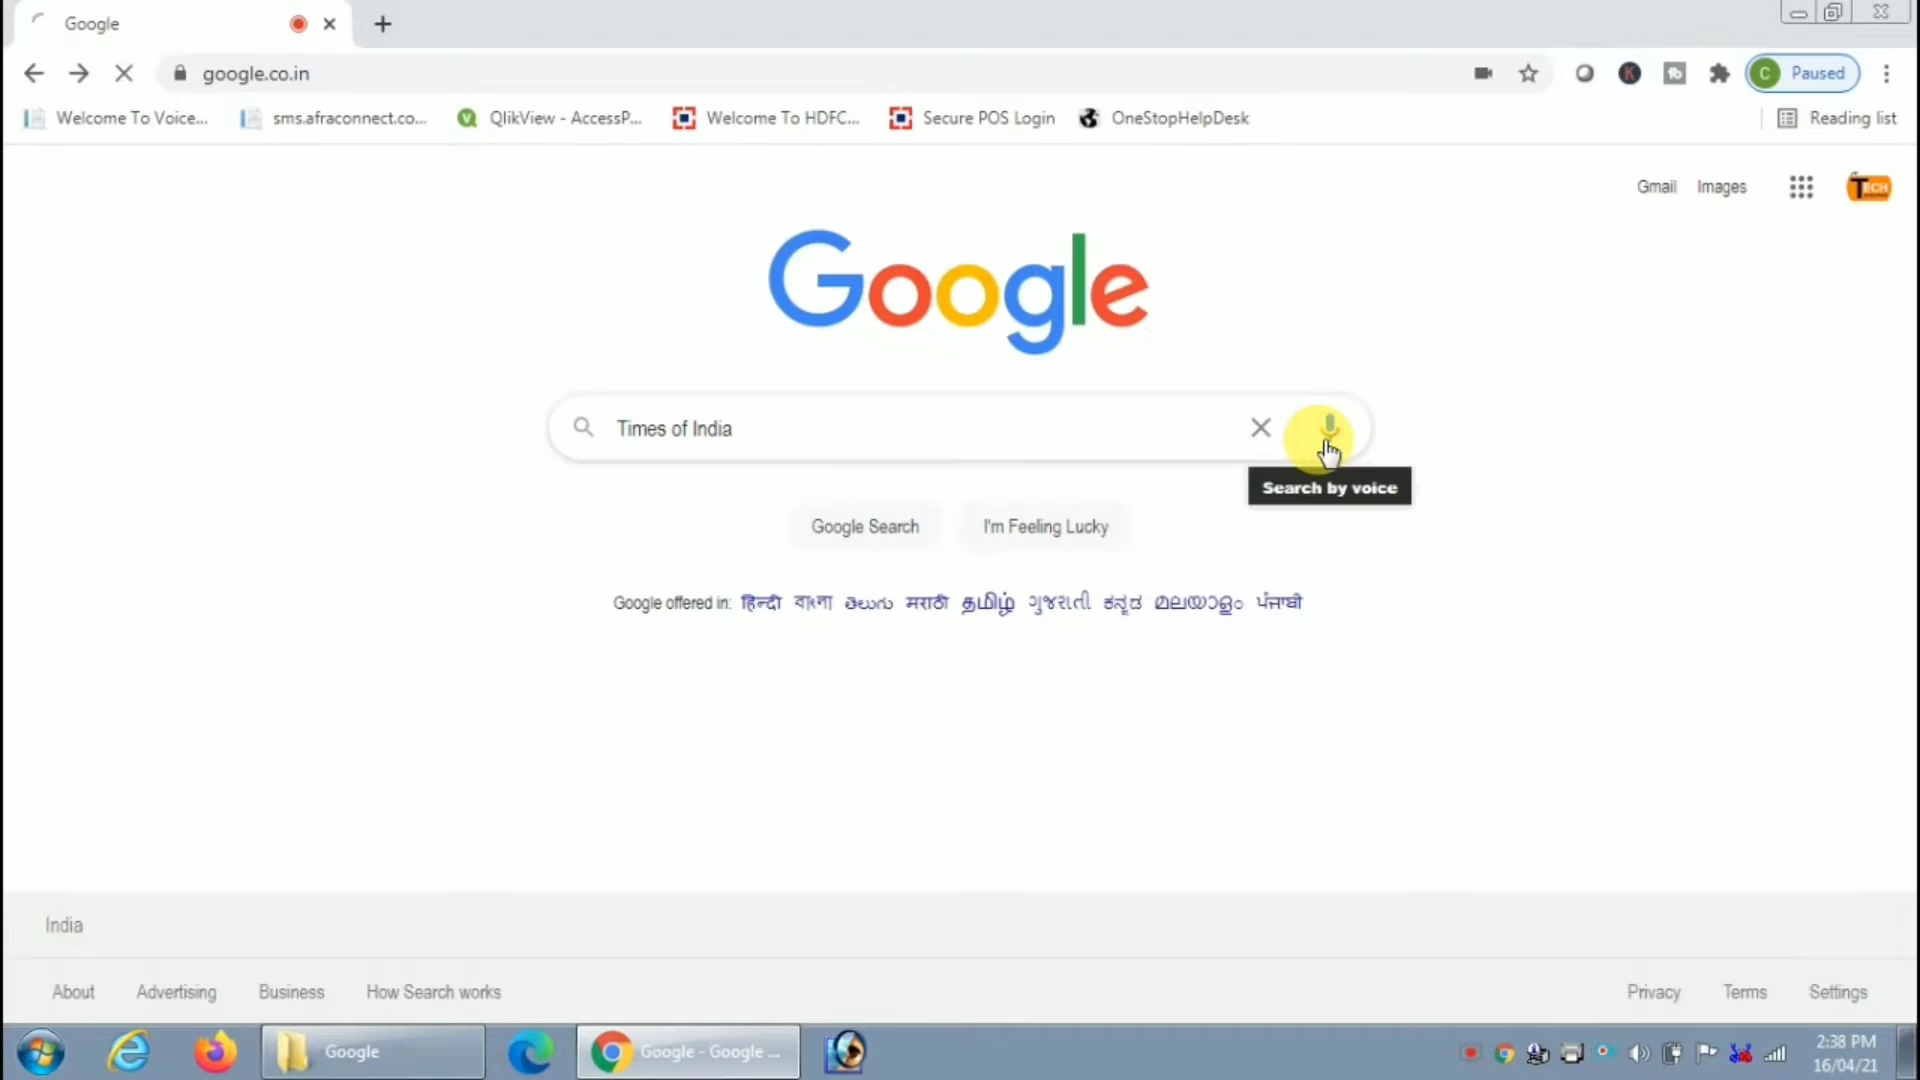 Google
google.co.in
Paused
Welcome To Voice...
sms.afraconnect.co...
QlikView - AccessP...
Welcome To HDFC...
Secure POS Login
OneStopHelpDesk
Reading list
Gmail
Images
TECH
Google
Times of India
Search by voice
Google Search
I'm Feeling Lucky
Google offered in: हिन्दी বাংলা తెలుగు मराठी தமிழ் ગુજરાતી ಕನ್ನಡ മലയാളം ਪੰਜਾਬੀ
India
About
Advertising
Business
How Search works
Privacy
Terms
Settings
Google
Google - Google ...
2:38 PM
16/04/21